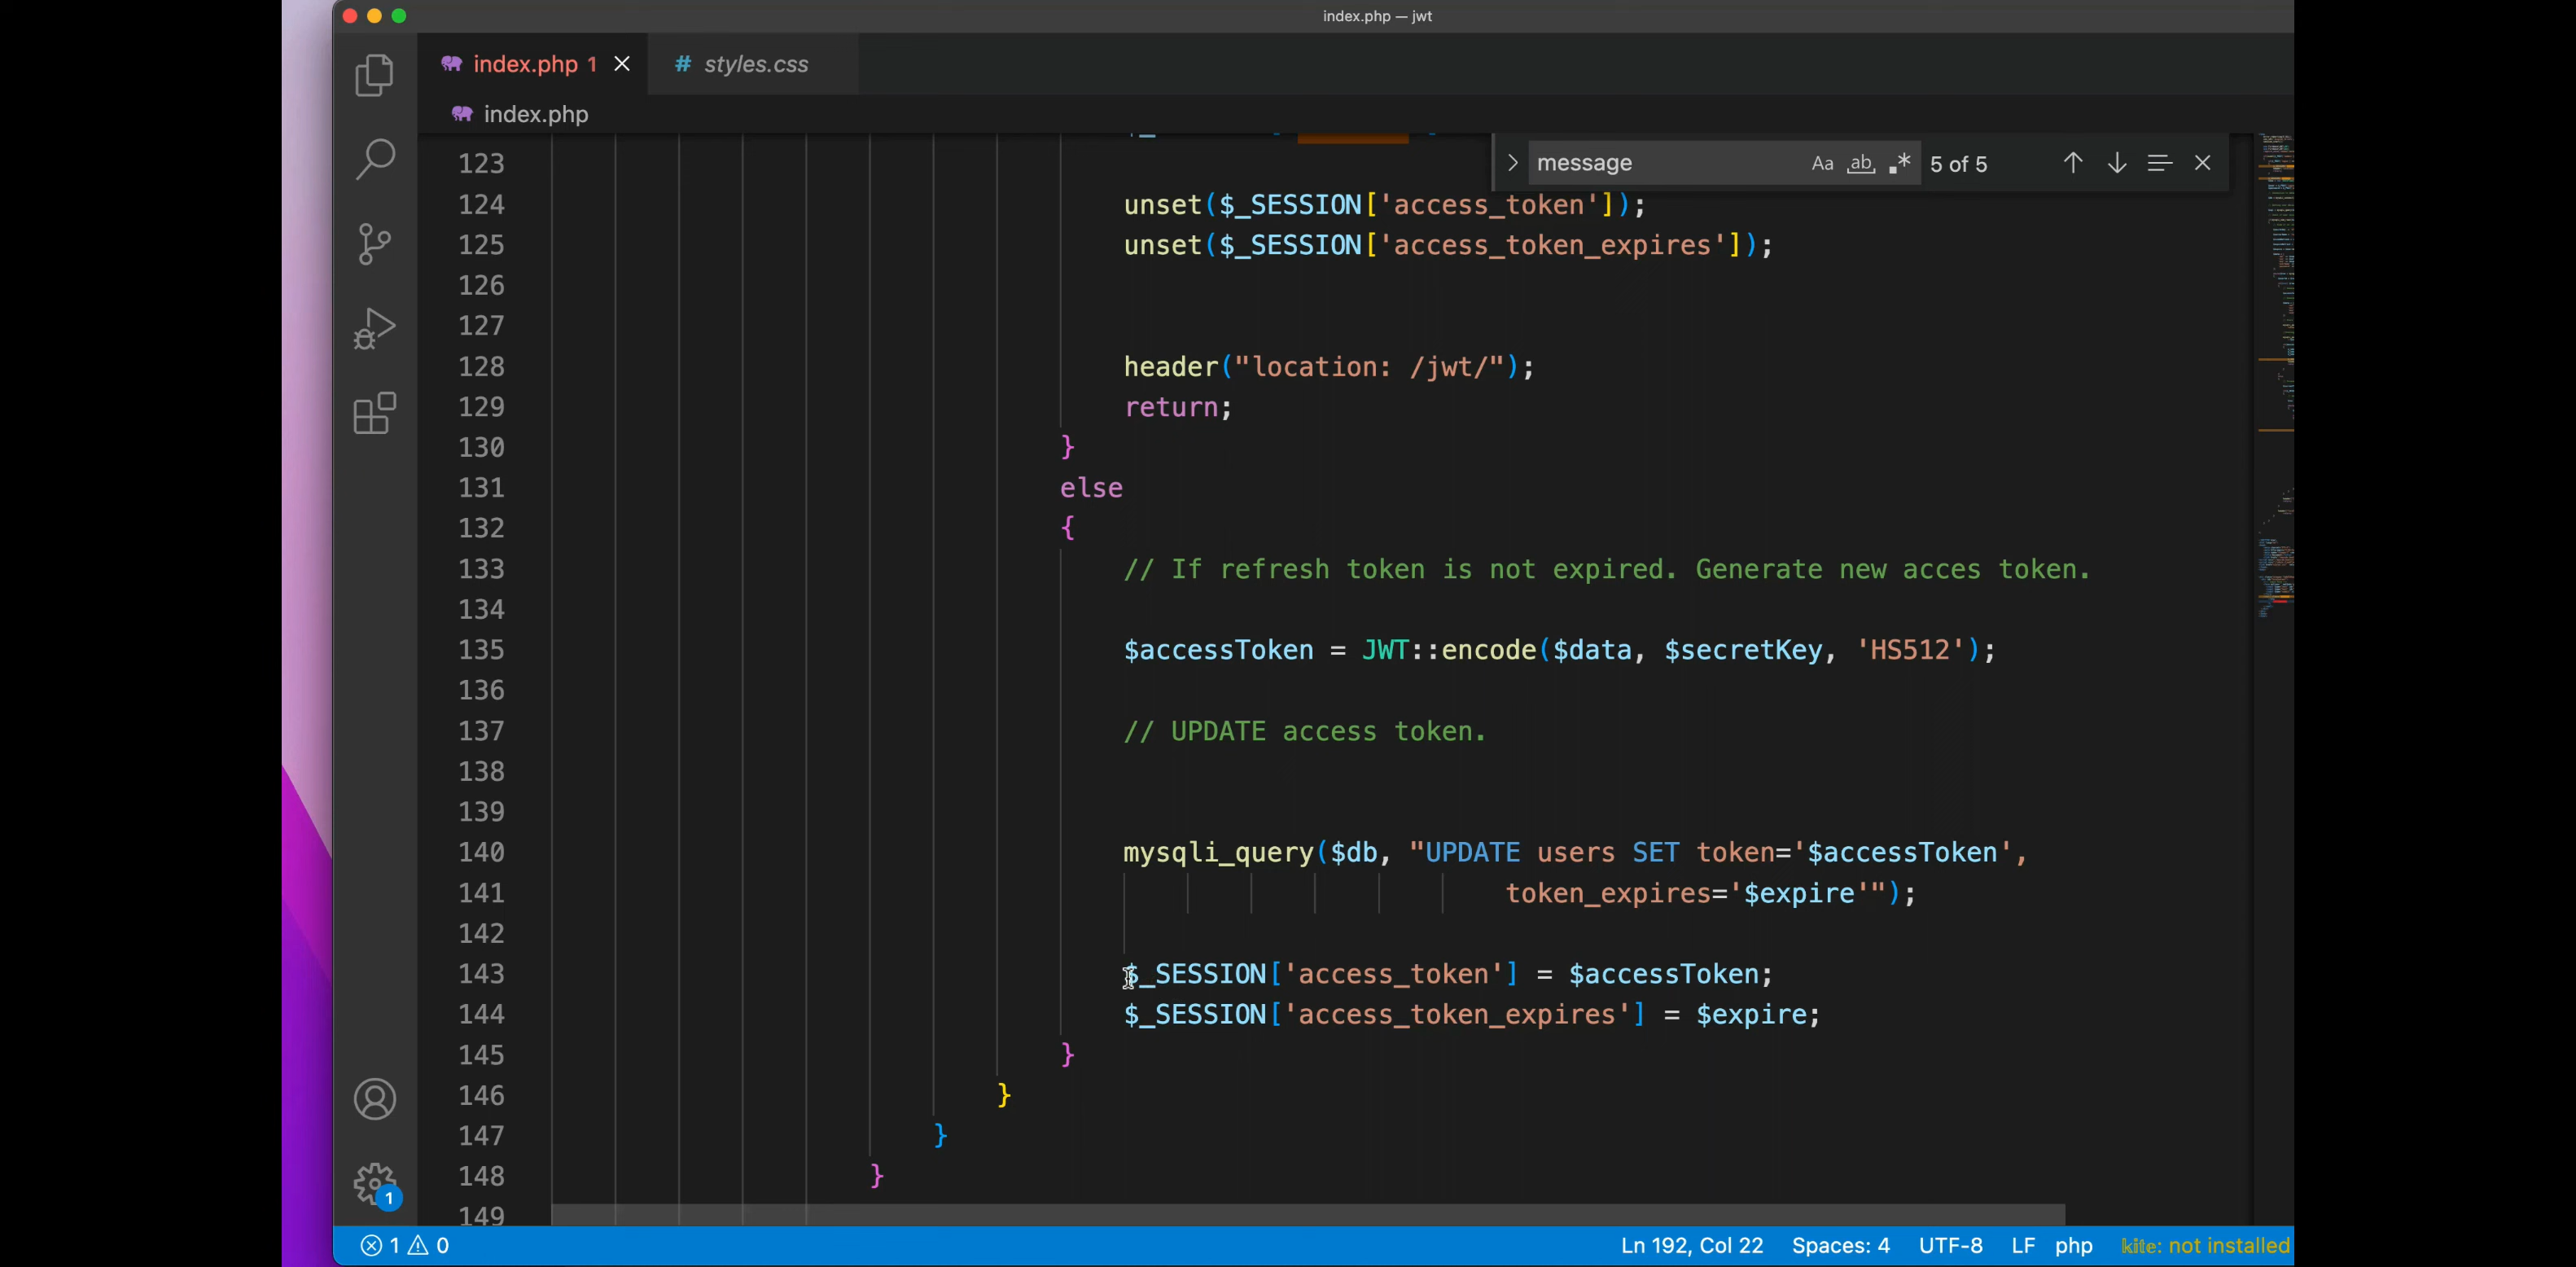 index.php — jwt
index.php 1
# styles.css
index.php
message
Aa ab .* 5 of 5
123
124 unset($_SESSION['access_token']);
125 unset($_SESSION['access_token_expires']);
126
127
128 header("location: /jwt/");
129 return;
130 }
131 else
132 {
133 // If refresh token is not expired. Generate new acces token.
134
135 $accessToken = JWT::encode($data, $secretKey, 'HS512');
136
137 // UPDATE access token.
138
139
140 mysqli_query($db, "UPDATE users SET token='$accessToken',
141 token_expires='$expire'");
142
143 $_SESSION['access_token'] = $accessToken;
144 $_SESSION['access_token_expires'] = $expire;
145 }
146 }
147 }
148 }
149
1
1 0 Ln 192, Col 22 Spaces: 4 UTF-8 LF php kite: not installed